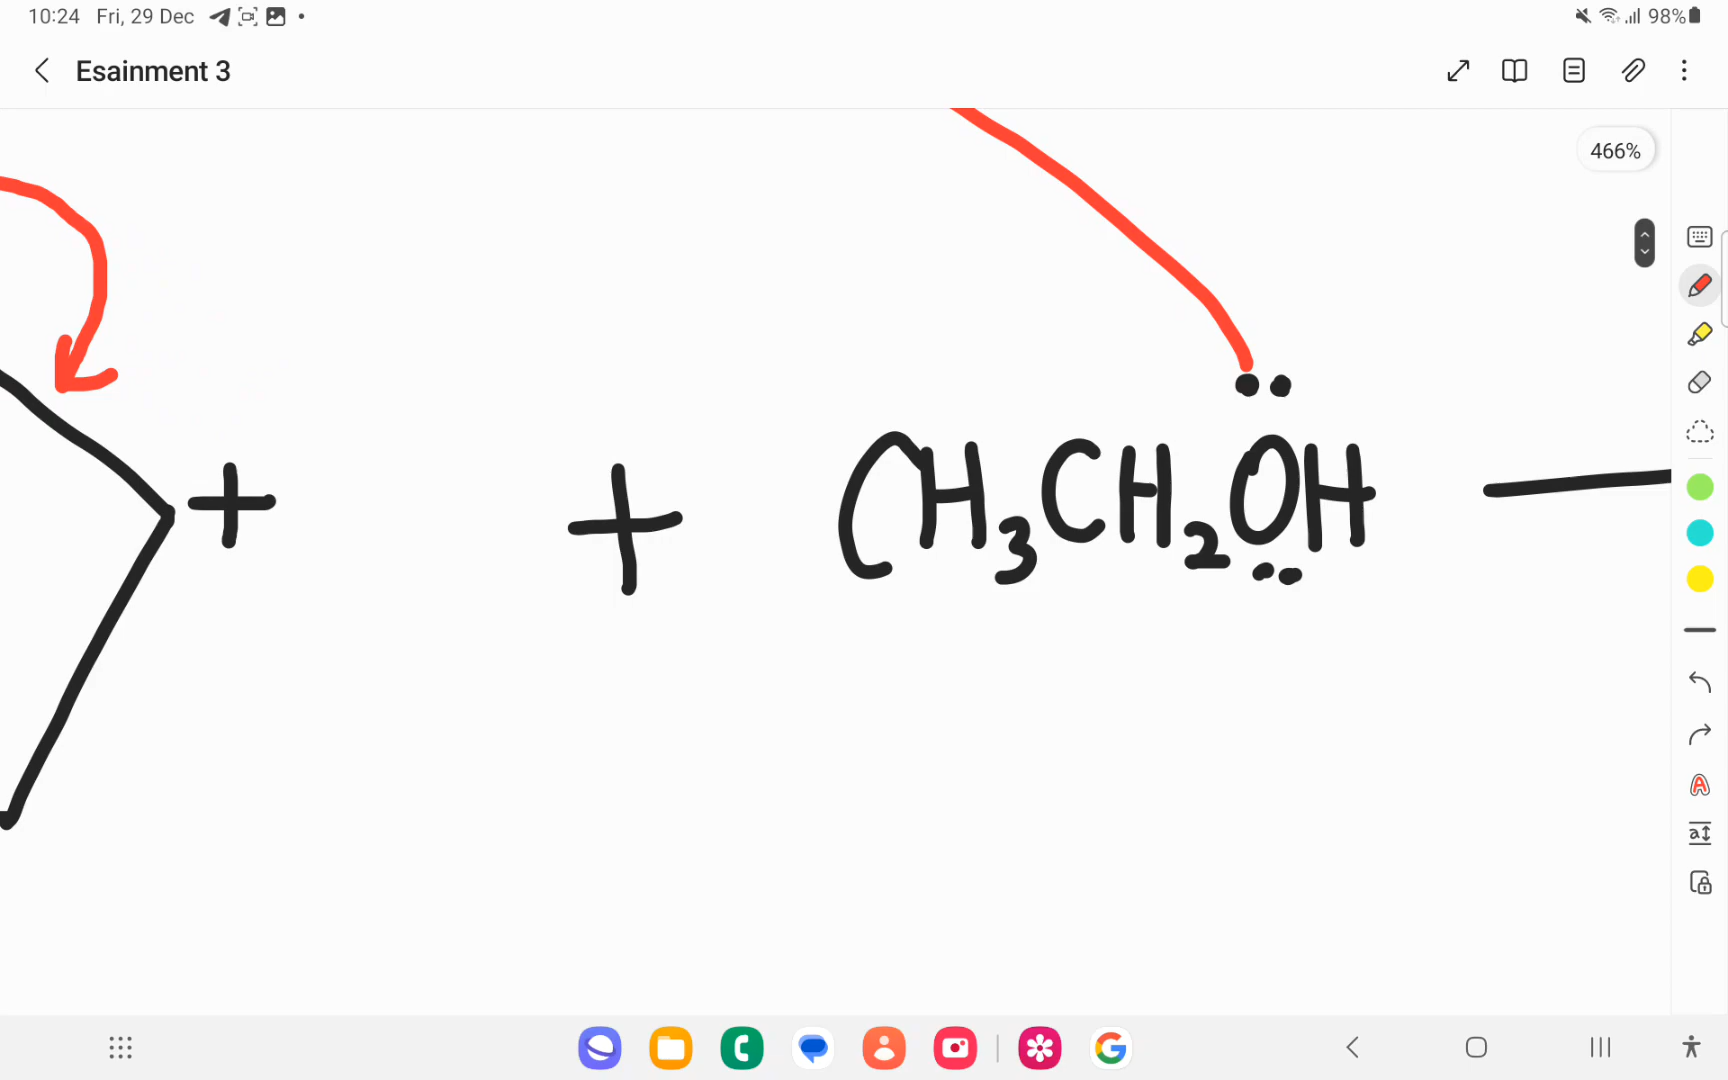 10:24 Fri, 29 Dec 98%
Esainment 3
466%
+ + CH₃CH₂OH